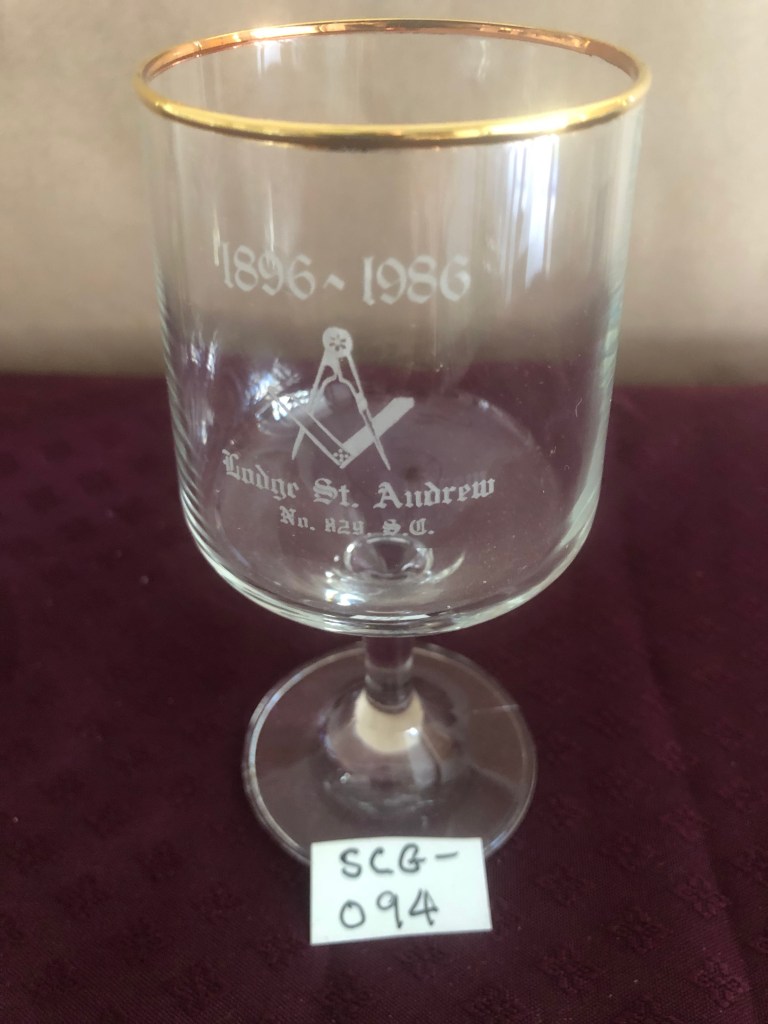 1896 ~ 1986
Lodge St. Andrew
No. 829 S.C.
SCG-
094